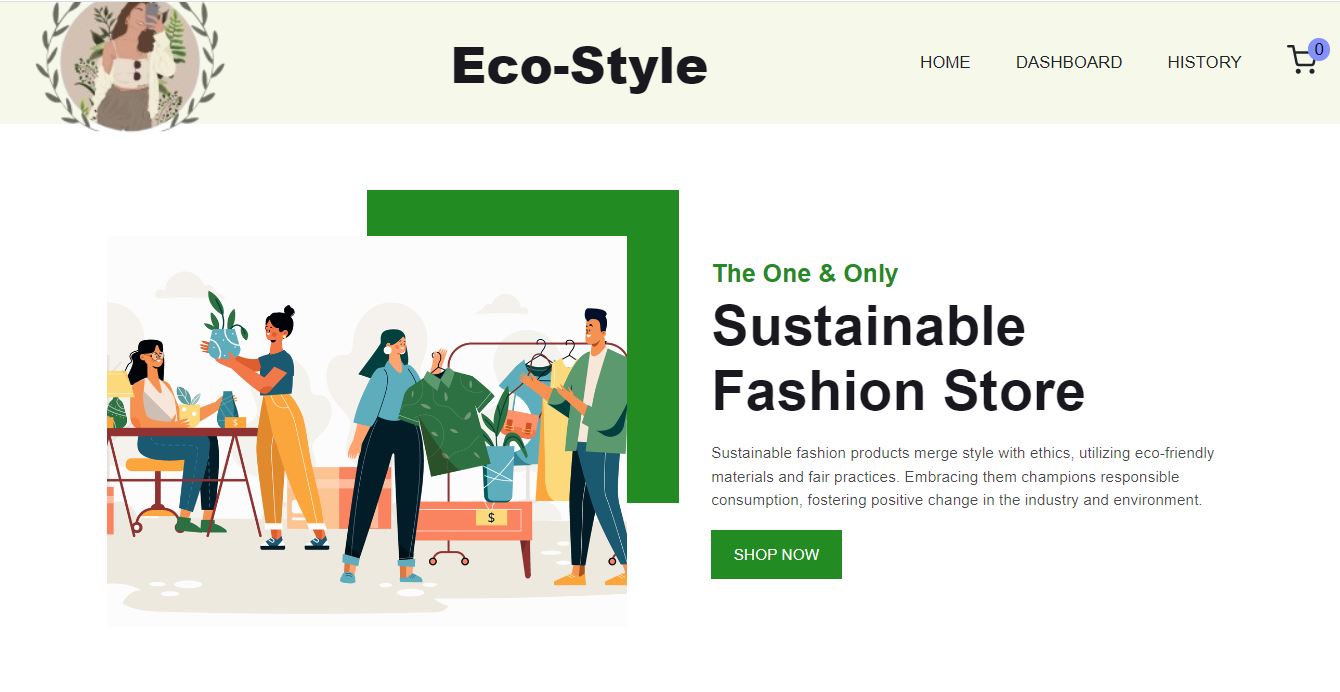 Eco-Style
HOME DASHBOARD HISTORY
0
The One & Only
Sustainable
Fashion Store
Sustainable fashion products merge style with ethics, utilizing eco-friendly
materials and fair practices. Embracing them champions responsible
consumption, fostering positive change in the industry and environment.
SHOP NOW
$
$